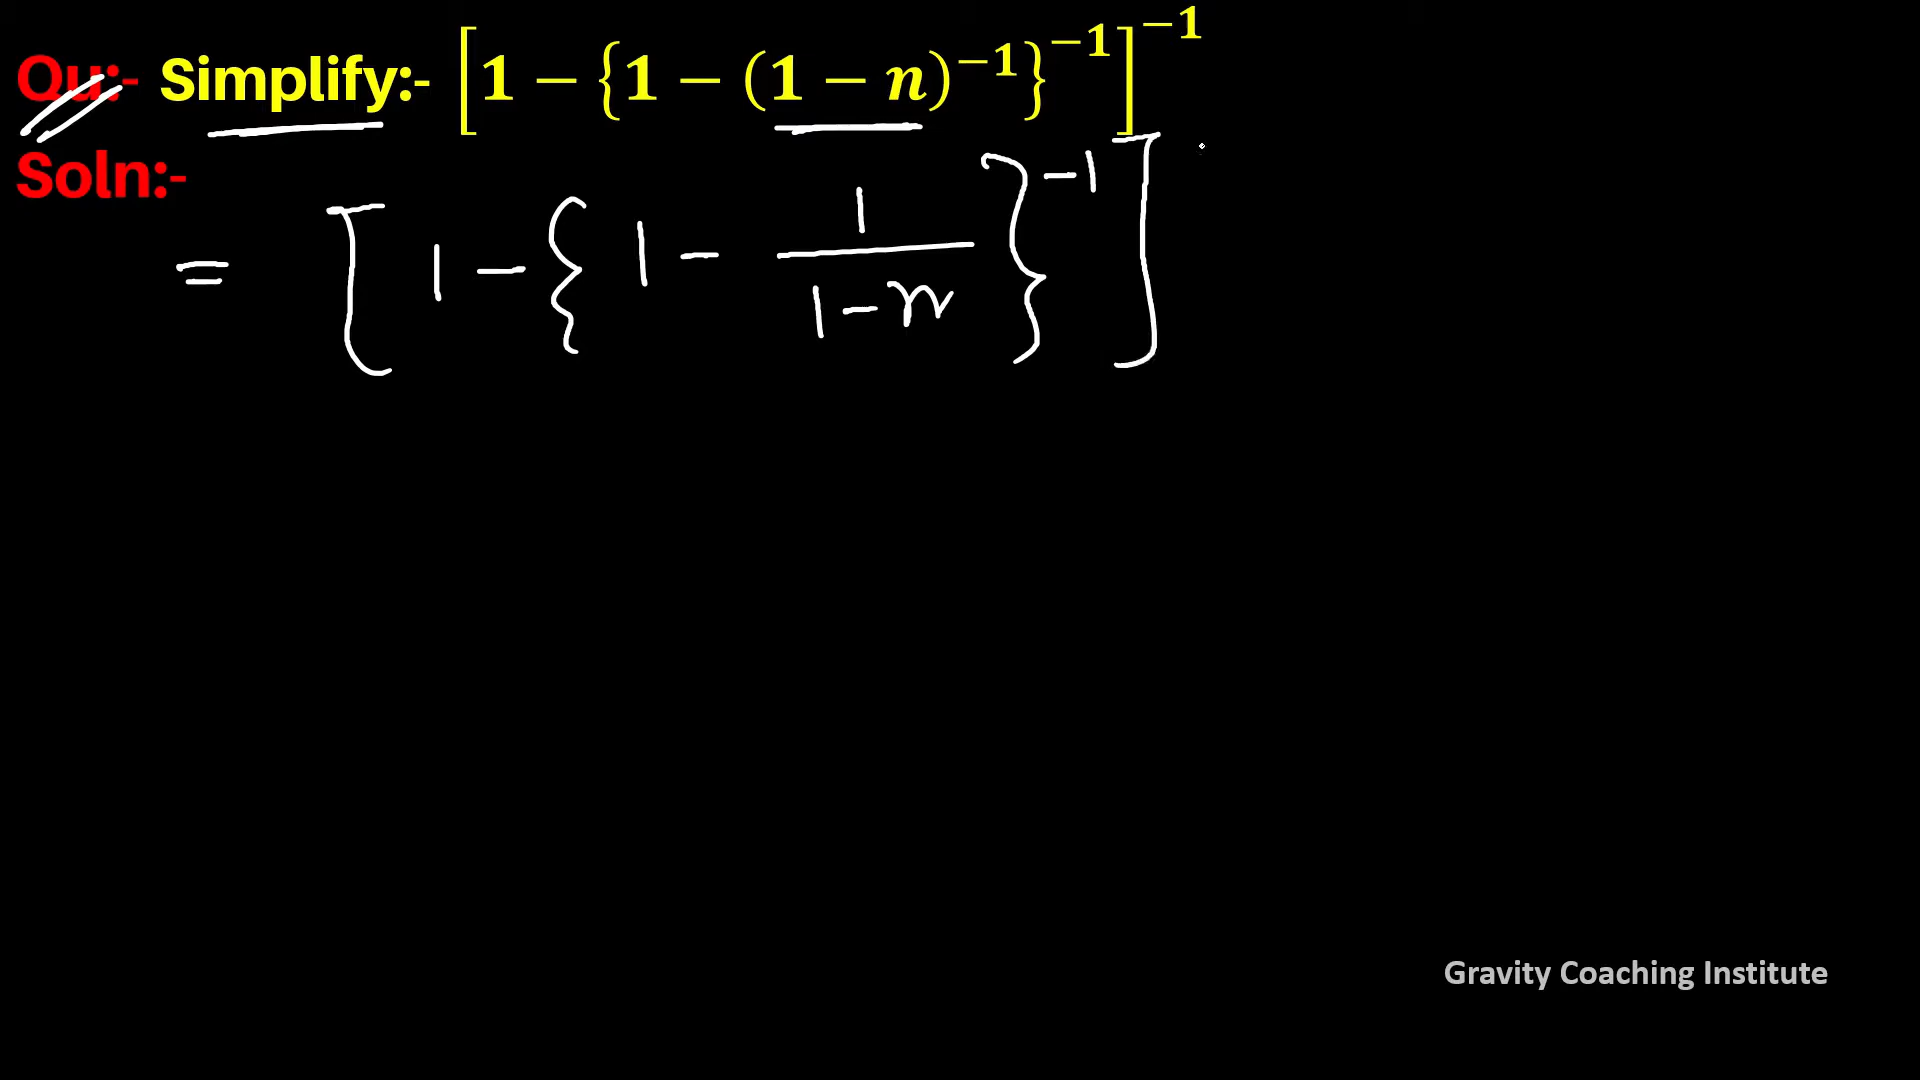 Qu:- Simplify:- [1 − {1 − (1 − n)⁻¹}⁻¹]⁻¹
Soln:-
= [1 − {1 − 1/(1 − n)}⁻¹]
Gravity Coaching Institute